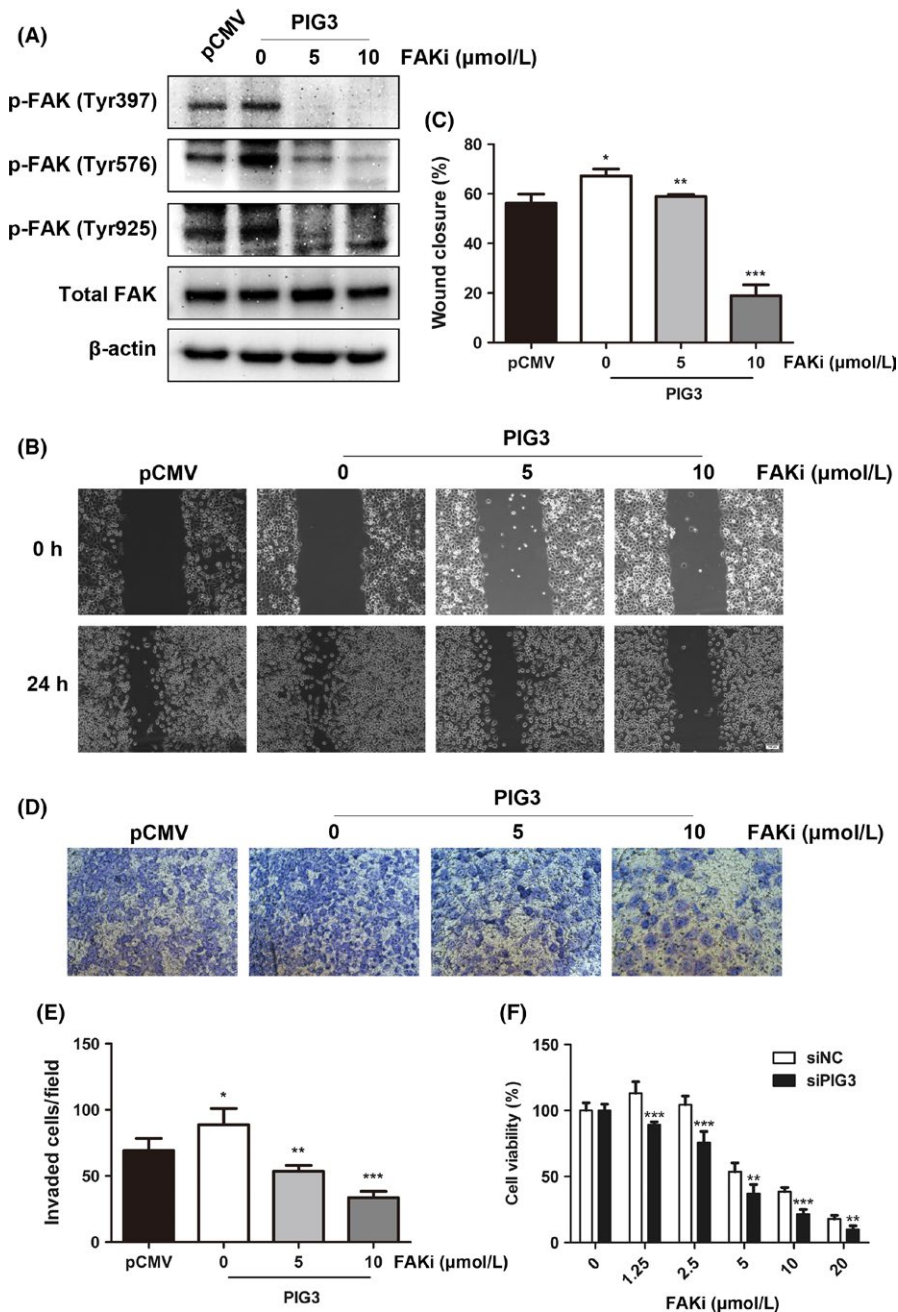 (A)
pCMV
PIG3
0 5 10 FAKi (µmol/L)
p-FAK (Tyr397)
p-FAK (Tyr576)
p-FAK (Tyr925)
Total FAK
β-actin
(C)
Wound closure (%)
80
60
40
20
0
*
**
***
pCMV 0 5 10 FAKi (µmol/L)
PIG3
(B)
PIG3
pCMV 0 5 10 FAKi (µmol/L)
0 h
24 h
(D)
PIG3
pCMV 0 5 10 FAKi (µmol/L)
(E)
Invaded cells/field
150
100
50
0
*
**
***
pCMV 0 5 10 FAKi (µmol/L)
PIG3
(F)
Cell viability (%)
150
100
50
0
siNC
siPIG3
***
***
**
***
**
0 1.25 2.5 5 10 20
FAKi (µmol/L)